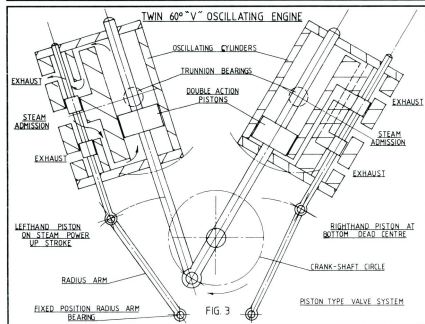 TWIN 60° "V" OSCILLATING ENGINE
OSCILLATING CYLINDERS
TRUNNION BEARINGS
DOUBLE ACTION
PISTONS
EXHAUST
STEAM
ADMISSION
EXHAUST
EXHAUST
STEAM
ADMISSION
EXHAUST
LEFTHAND PISTON
ON STEAM POWER
UP STROKE
RIGHTHAND PISTON AT
BOTTOM DEAD CENTRE
RADIUS ARM
CRANK-SHAFT CIRCLE
FIXED POSITION RADIUS ARM
BEARING
FIG. 3
PISTON TYPE VALVE SYSTEM